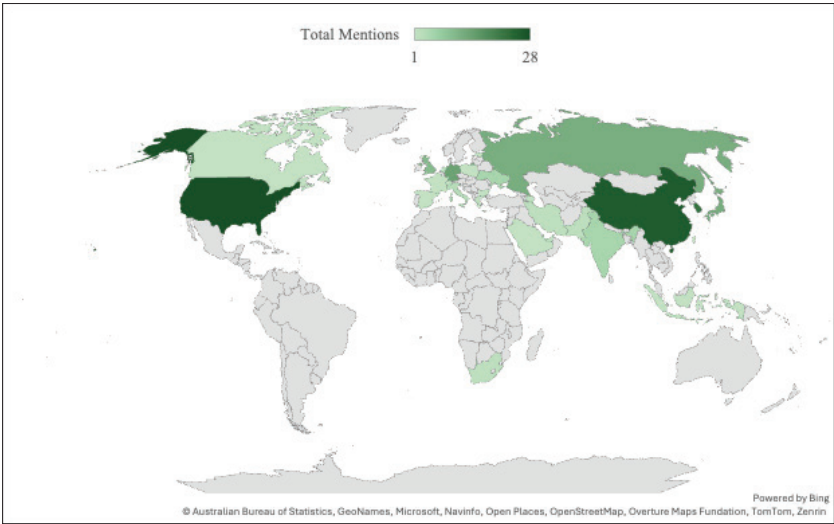 Total Mentions
1 28
Powered by Bing
© Australian Bureau of Statistics, GeoNames, Microsoft, Navinfo, Open Places, OpenStreetMap, Overture Maps Fundation, TomTom, Zenrin